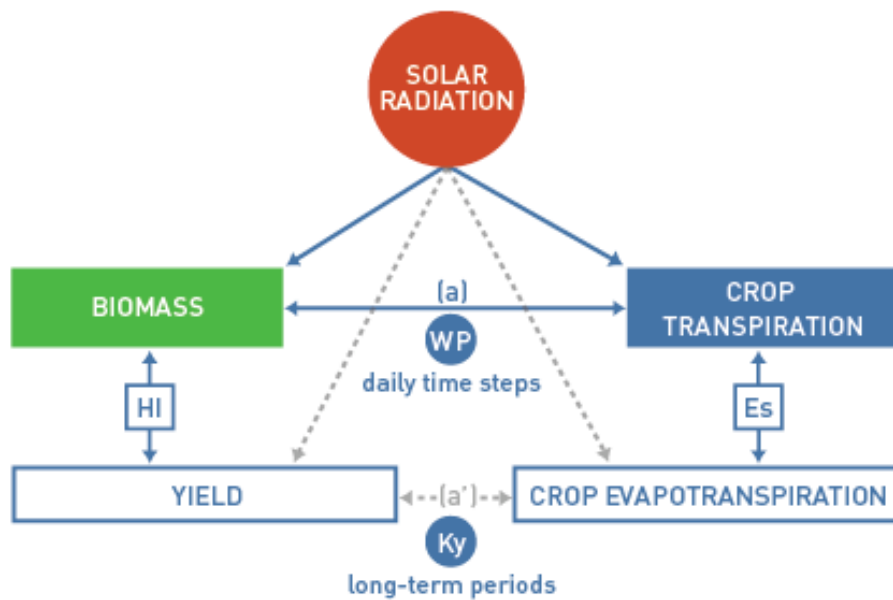 SOLAR
RADIATION
BIOMASS
(a)
CROP
TRANSPIRATION
WP
daily time steps
HI
Es
YIELD
(a')
CROP EVAPOTRANSPIRATION
Ky
long-term periods